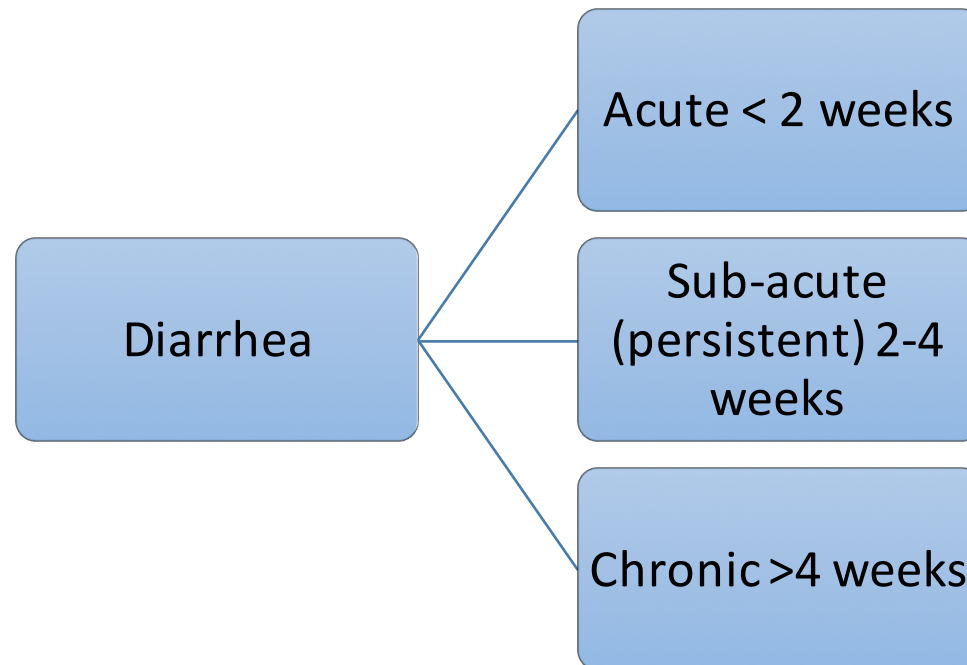 Diarrhea
Acute < 2 weeks
Sub-acute
(persistent) 2-4
weeks
Chronic >4 weeks